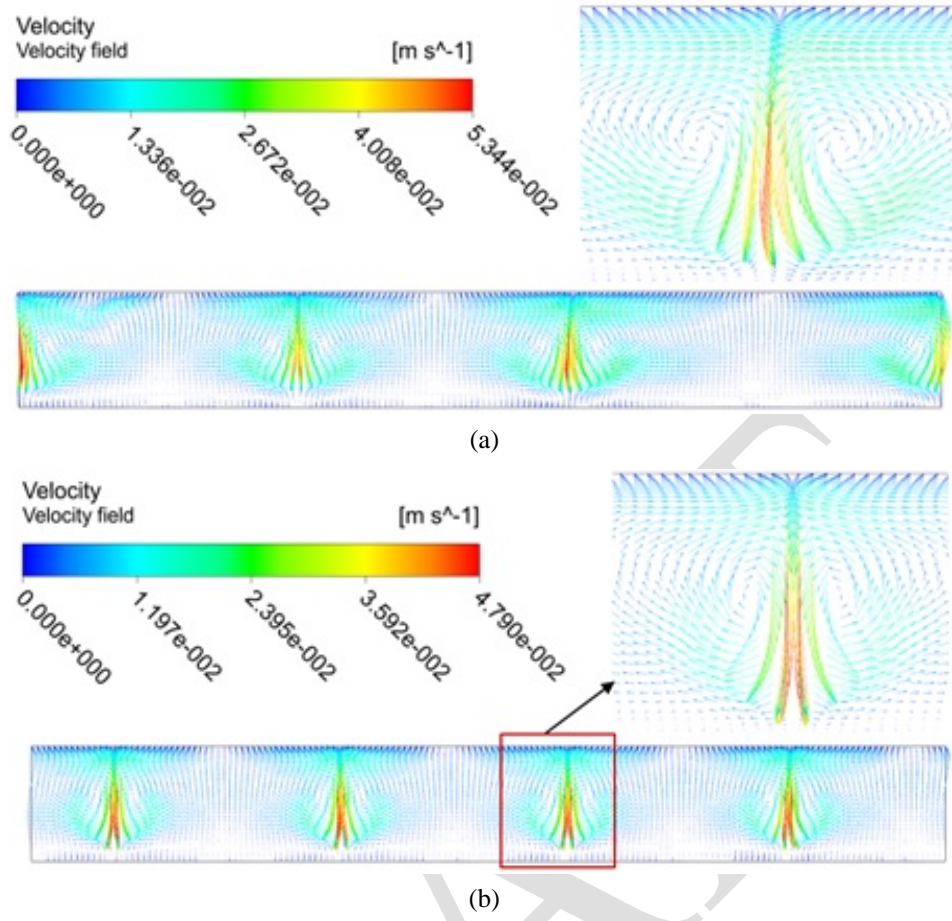 Velocity
Velocity field [m s^-1]
0.000e+000
1.336e-002
2.672e-002
4.008e-002
5.344e-002
(a)
Velocity
Velocity field [m s^-1]
0.000e+000
1.197e-002
2.395e-002
3.592e-002
4.790e-002
(b)